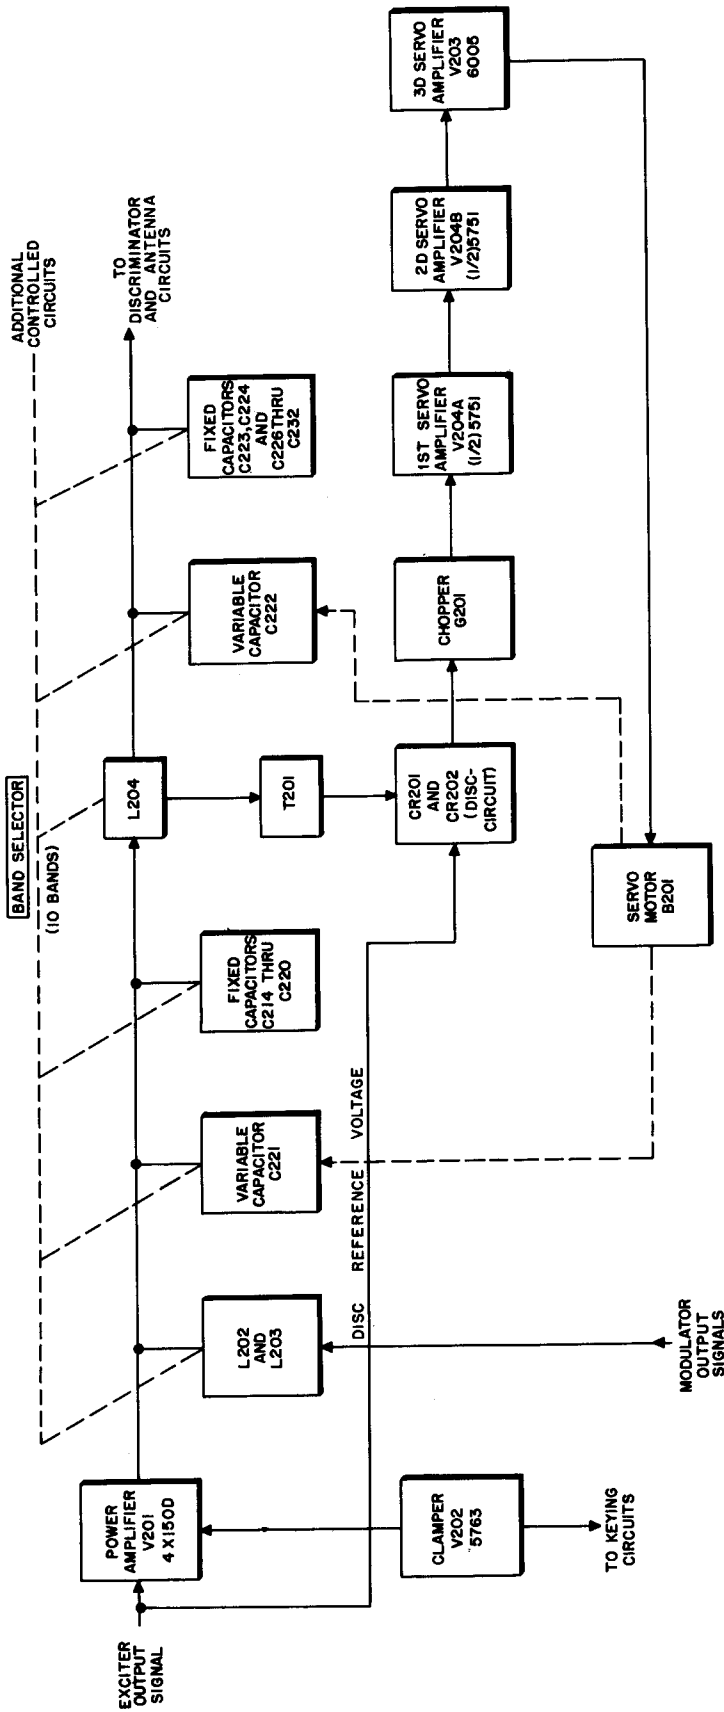 ADDITIONAL
CONTROLLED
CIRCUITS
BAND SELECTOR
(10 BANDS)
EXCITER
OUTPUT
SIGNAL
POWER
AMPLIFIER
V201
4 X150D
L204
TO
DISCRIMINATOR
AND ANTENNA
CIRCUITS
L202
AND
L203
VARIABLE
CAPACITOR
C221
FIXED
CAPACITORS
C214 THRU
C220
T201
VARIABLE
CAPACITOR
C222
FIXED
CAPACITORS
C223,C224
AND
C226THRU
C232
DISC REFERENCE VOLTAGE
CLAMPER
V202
5763
CR201
AND
CR202
(DISC-
CIRCUIT)
CHOPPER
G201
1ST SERVO
AMPLIFIER
V204A
(1/2)5751
2D SERVO
AMPLIFIER
V204B
(1/2)5751
3D SERVO
AMPLIFIER
V203
6005
TO KEYING
CIRCUITS
MODULATOR
OUTPUT
SIGNALS
SERVO
MOTOR
B201